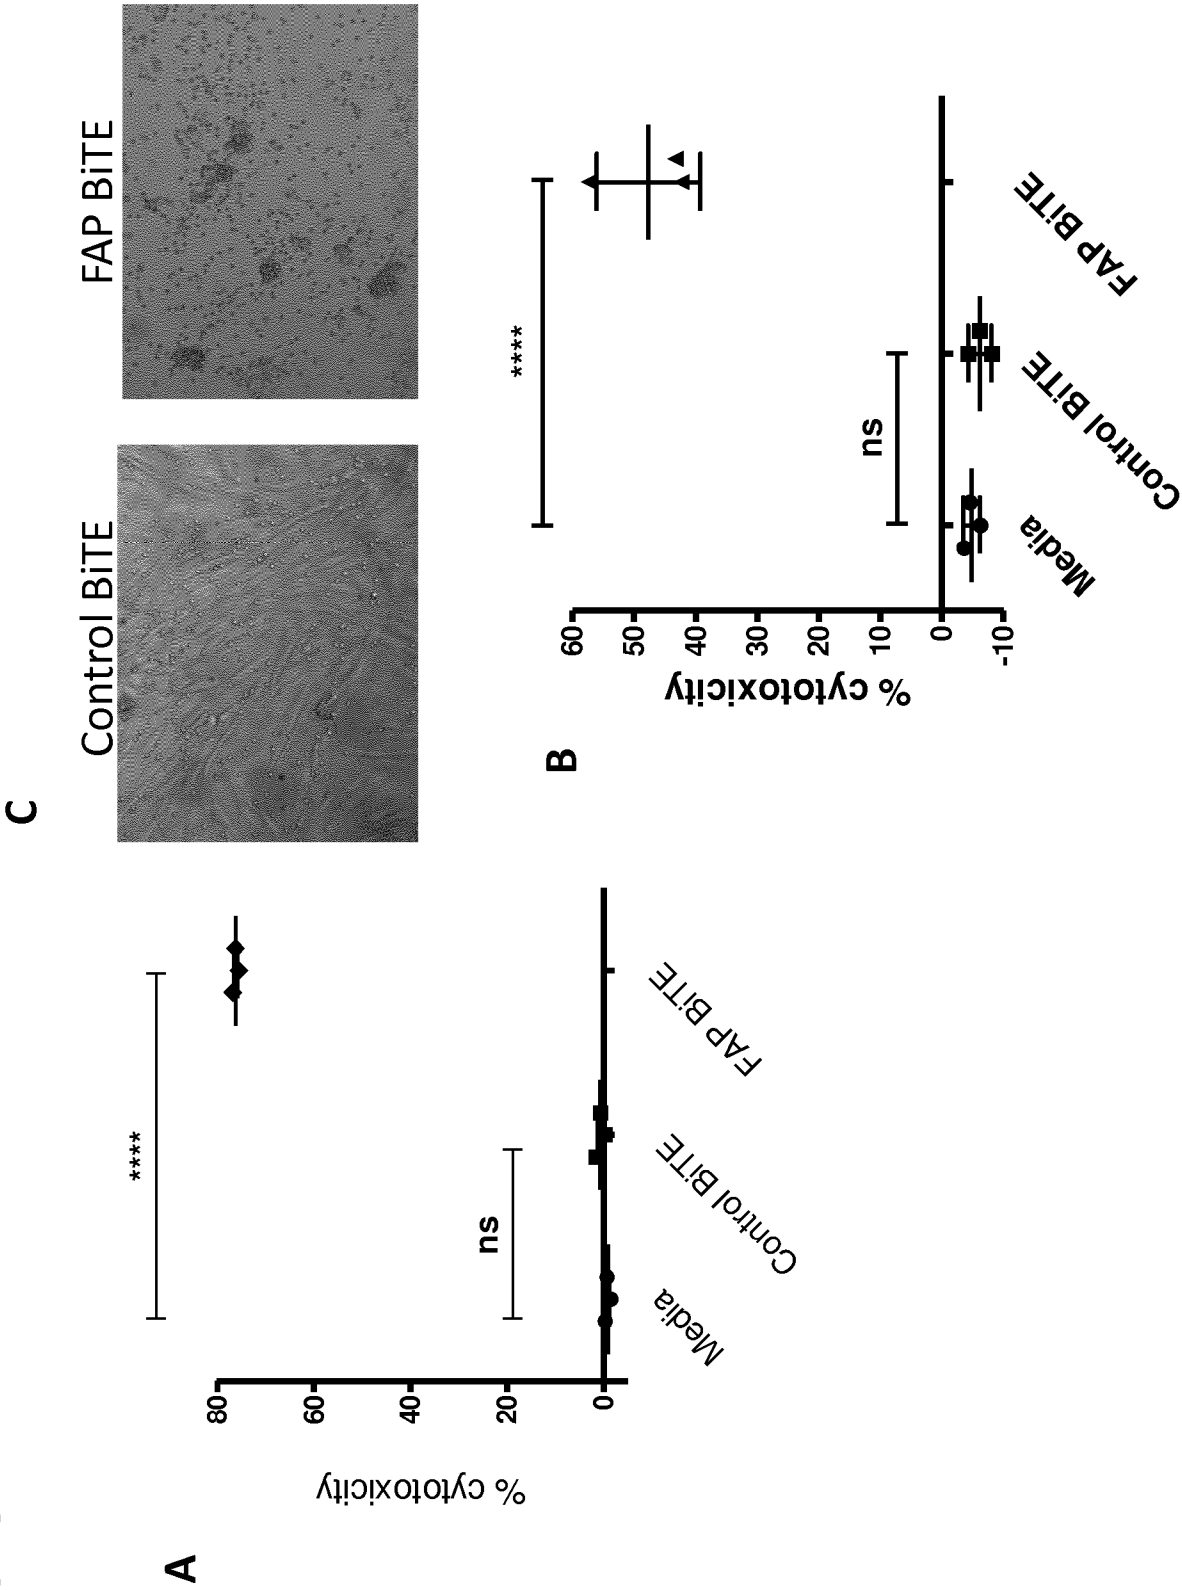 A
% cytotoxicity
80
60
40
20
0
****
ns
Media
Control BiTE
FAP BiTE
C
Control BiTE
FAP BiTE
B
% cytotoxicity
60
50
40
30
20
10
0
-10
****
ns
Media
Control BiTE
FAP BiTE